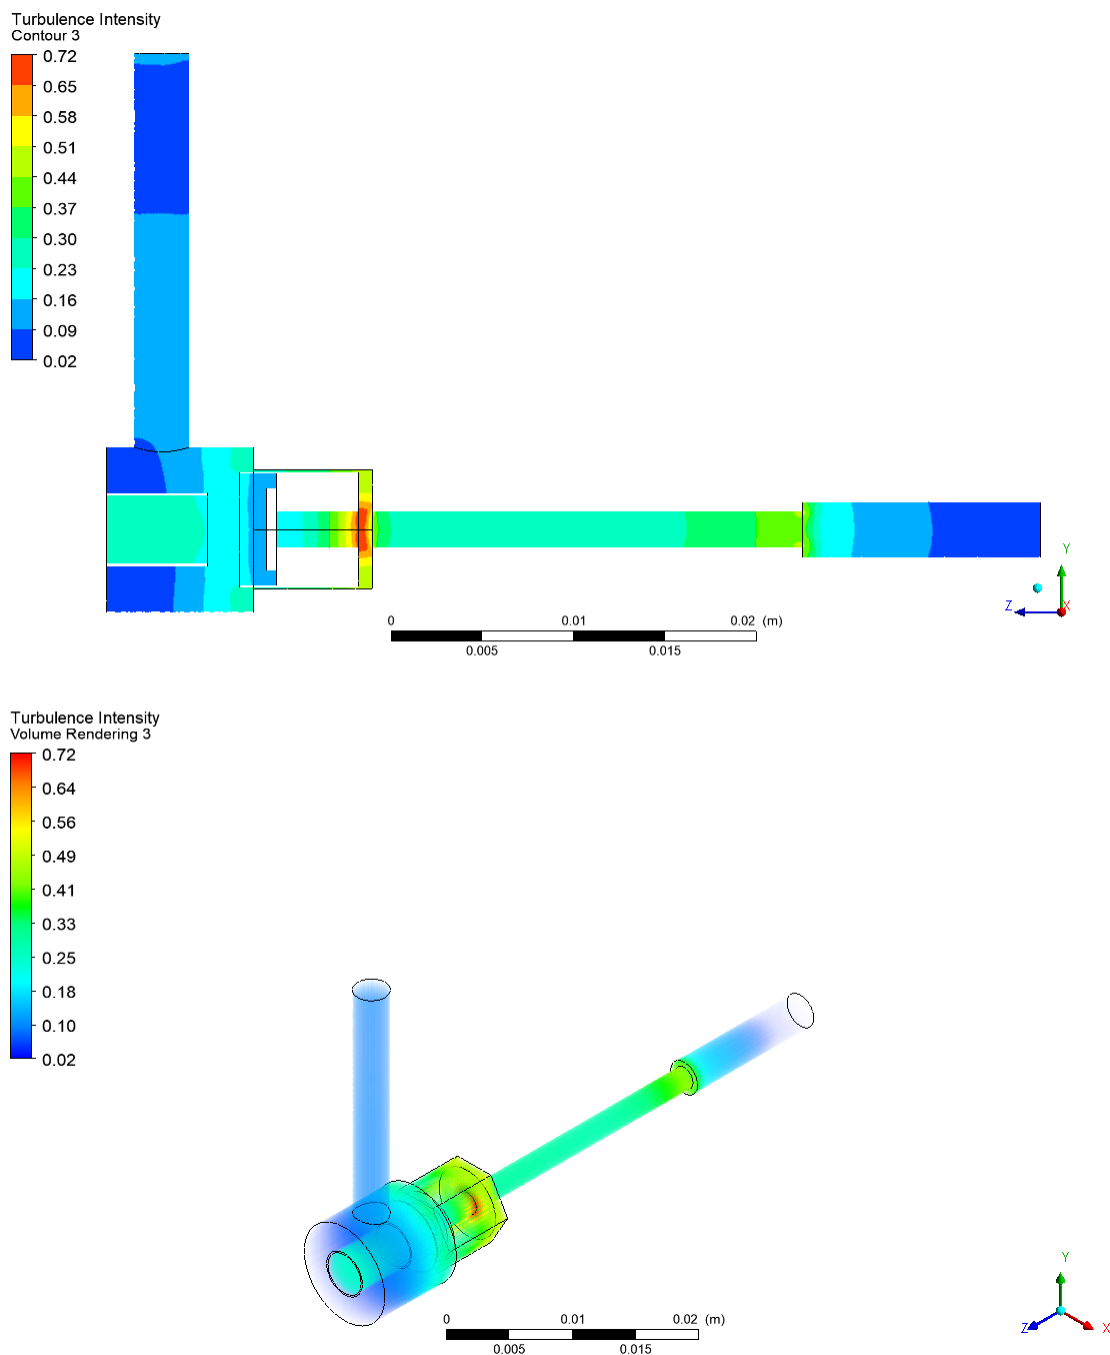 Turbulence Intensity
Contour 3
0.72
0.65
0.58
0.51
0.44
0.37
0.30
0.23
0.16
0.09
0.02
Y
Z
X
0 0.01 0.02 (m)
0.005 0.015
Turbulence Intensity
Volume Rendering 3
0.72
0.64
0.56
0.49
0.41
0.33
0.25
0.18
0.10
0.02
Y
Z X
0 0.01 0.02 (m)
0.005 0.015